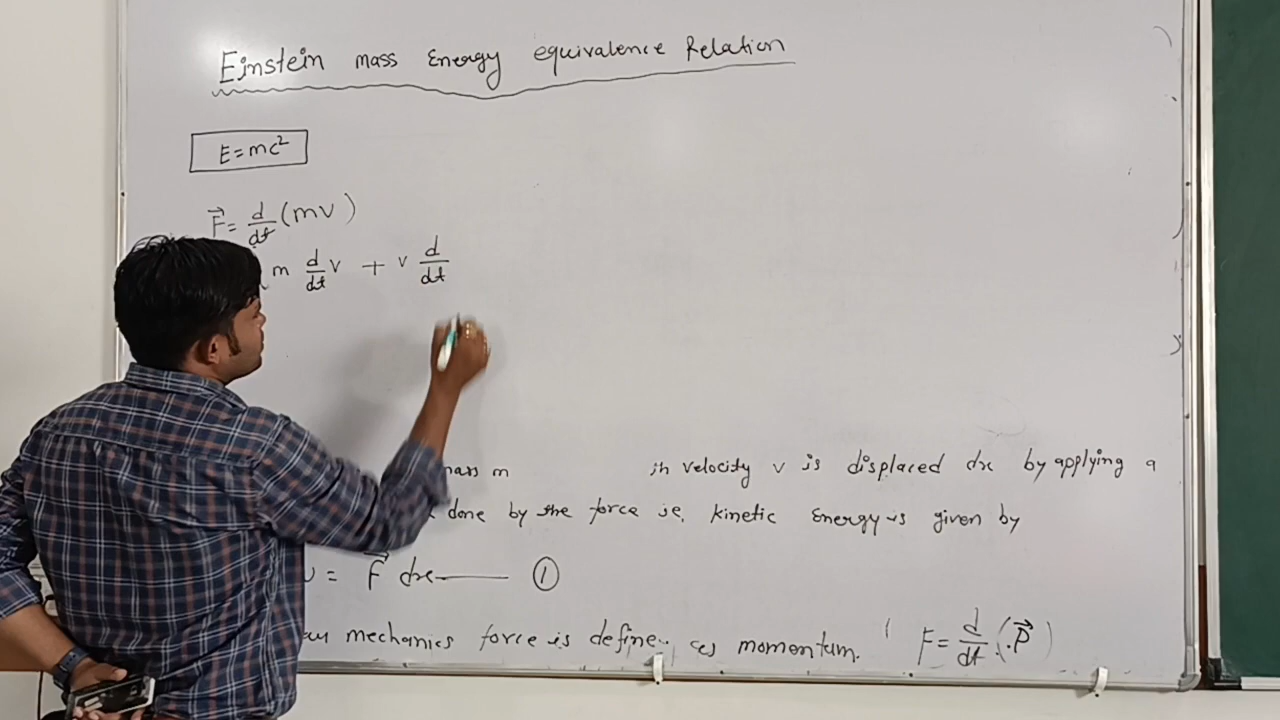 Einstein mass Energy equivalence Relation
E=mc²
F⃗ = d/dt (mv)
m d/dt v + v d/dt
mass m in velocity v is displaced dx by applying a
done by the force ie, kinetic Energy is given by
= F⃗ dx —— ①
mechanics force is define as momentum. F = d/dt (P⃗)